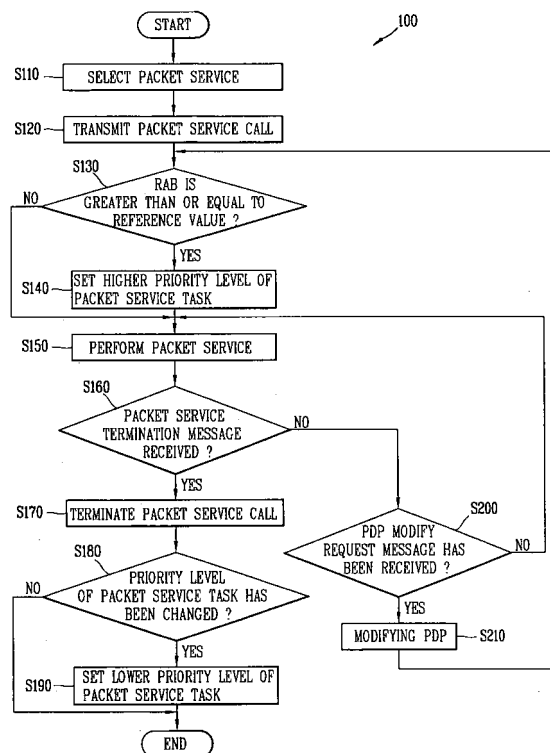 START
100
S110
SELECT PACKET SERVICE
S120
TRANSMIT PACKET SERVICE CALL
S130
RAB IS
GREATER THAN OR EQUAL TO
REFERENCE VALUE ?
NO
YES
S140
SET HIGHER PRIORITY LEVEL OF
PACKET SERVICE TASK
S150
PERFORM PACKET SERVICE
S160
PACKET SERVICE
TERMINATION MESSAGE
RECEIVED ?
NO
YES
S170
TERMINATE PACKET SERVICE CALL
S200
PDP MODIFY
REQUEST MESSAGE HAS
BEEN RECEIVED ?
NO
YES
S180
PRIORITY LEVEL
OF PACKET SERVICE TASK HAS
BEEN CHANGED ?
NO
YES
MODIFYING PDP
S210
S190
SET LOWER PRIORITY LEVEL OF
PACKET SERVICE TASK
END